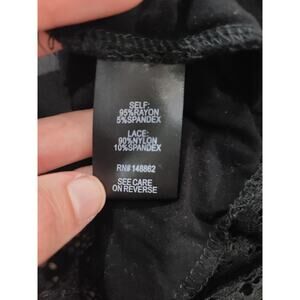 SELF:
95%RAYON
5%SPANDEX
LACE:
90%NYLON
10%SPANDEX
RN# 148862
SEE CARE
ON REVERSE